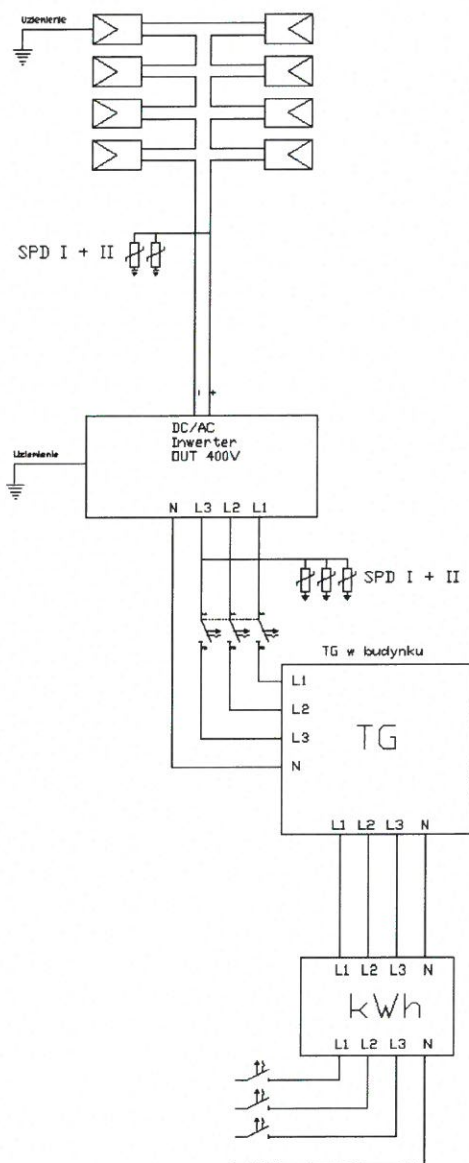 Uziemienie
SPD I + II
- +
DC/AC
Inwerter
OUT 400V
Uziemienie
N L3 L2 L1
SPD I + II
TG w budynku
L1
L2
L3
N
TG
L1 L2 L3 N
L1 L2 L3 N
kWh
L1 L2 L3 N